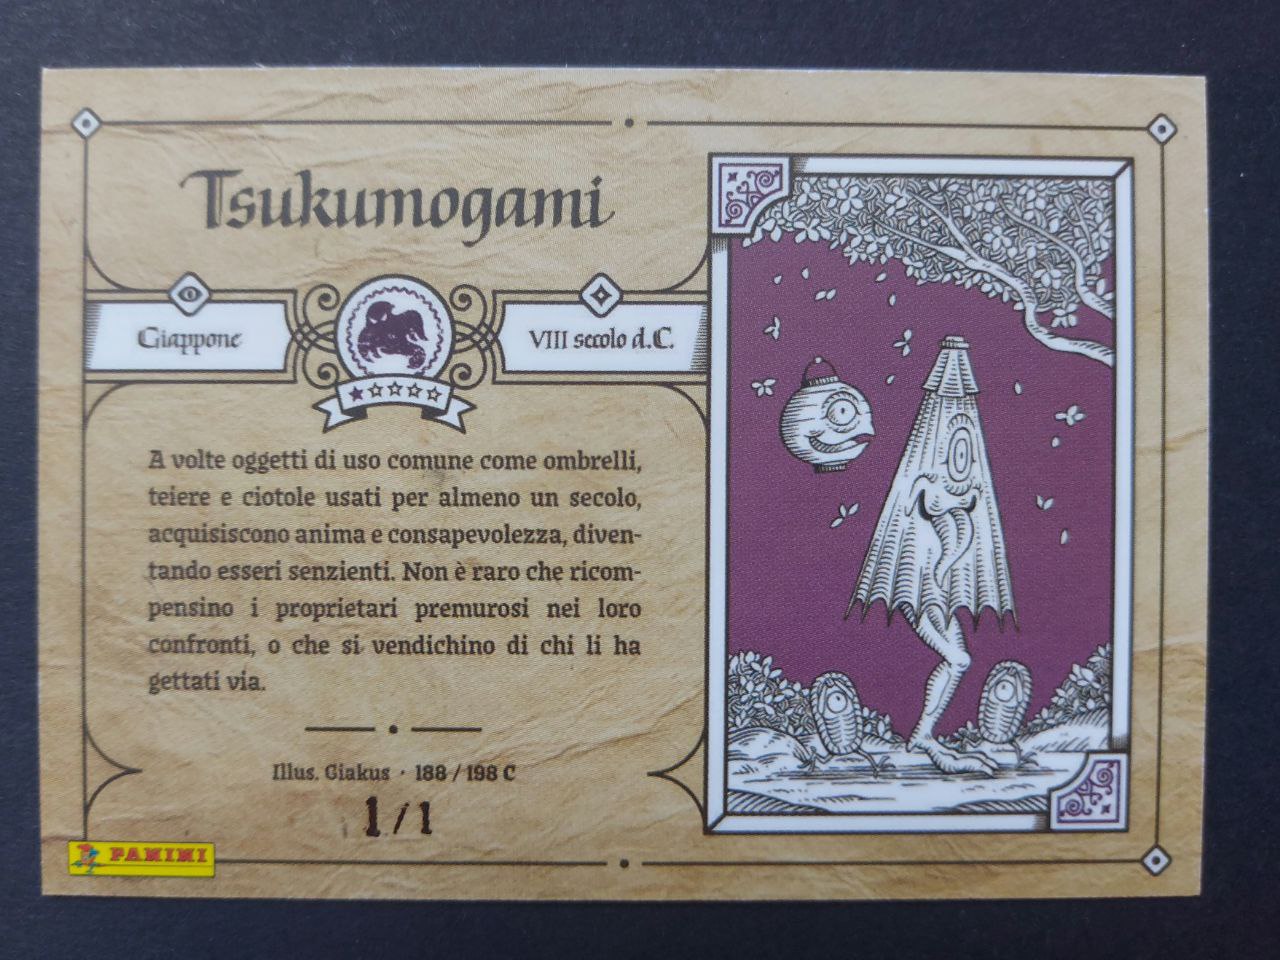 Tsukumogami
Giappone
VIII secolo d.C.
A volte oggetti di uso comune come ombrelli,
teiere e ciotole usati per almeno un secolo,
acquisiscono anima e consapevolezza, diven-
tando esseri senzienti. Non è raro che ricom-
pensino i proprietari premurosi nei loro
confronti, o che si vendichino di chi li ha
gettati via.
Illus. Giakus · 188 / 198 C
1/1
PANINI